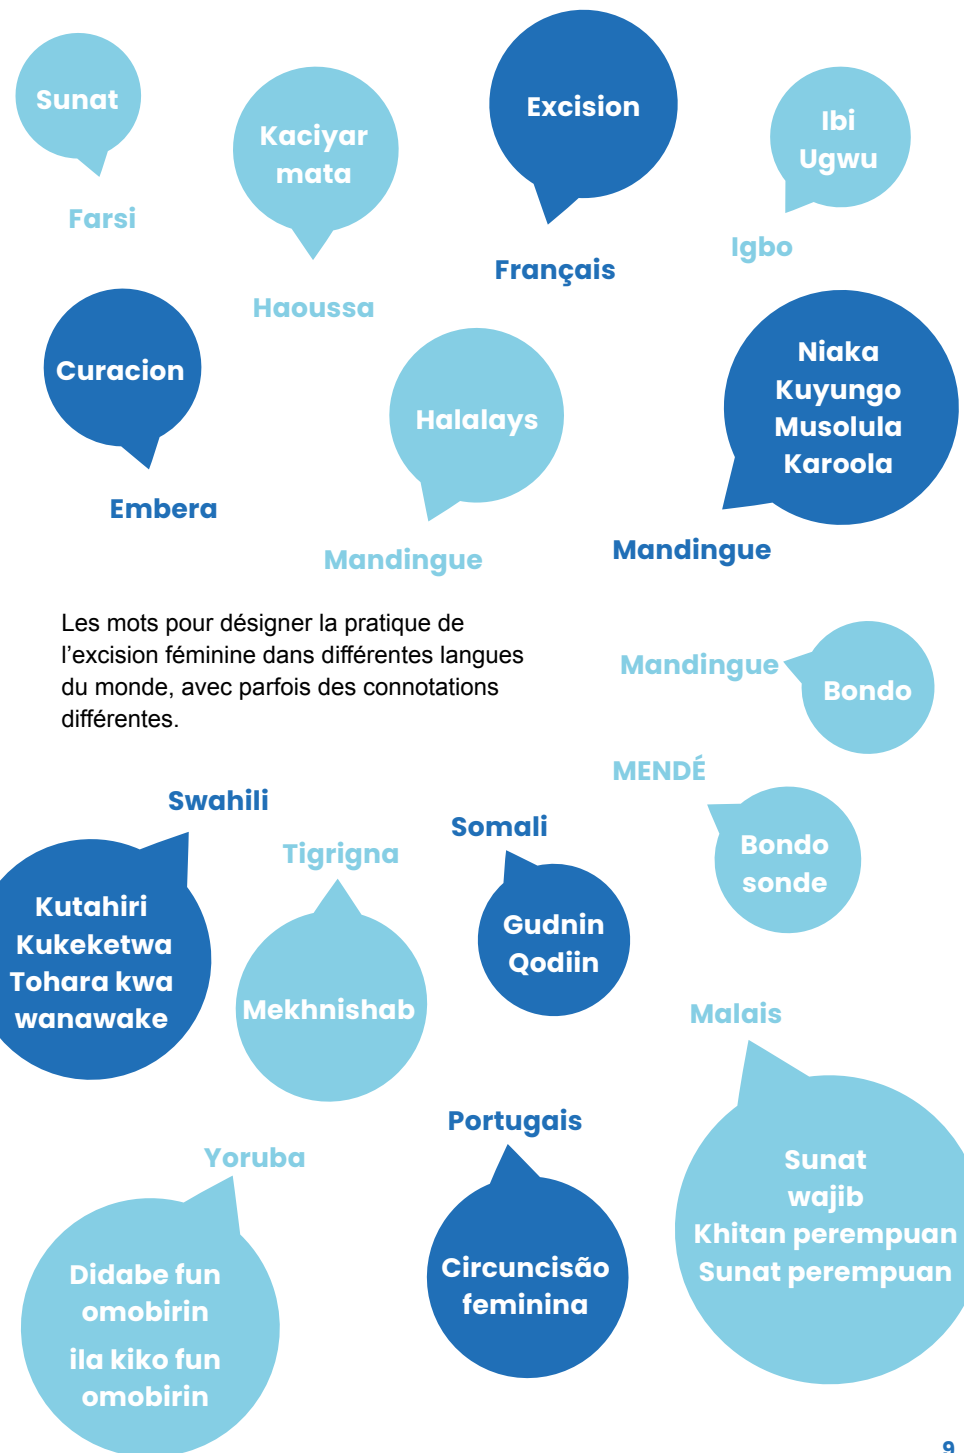 Sunat
Farsi
Kaciyar
mata
Haoussa
Excision
Français
Ibi
Ugwu
Igbo
Curacion
Embera
Halalays
Mandingue
Niaka
Kuyungo
Musolula
Karoola
Mandingue
Les mots pour désigner la pratique de
l’excision féminine dans différentes langues
du monde, avec parfois des connotations
différentes.
Mandingue
Bondo
MENDÉ
Bondo
sonde
Swahili
Kutahiri
Kukeketwa
Tohara kwa
wanawake
Tigrigna
Mekhnishab
Somali
Gudnin
Qodiin
Malais
Sunat
wajib
Khitan perempuan
Sunat perempuan
Yoruba
Didabe fun
omobirin
ila kiko fun
omobirin
Portugais
Circuncisão
feminina
9